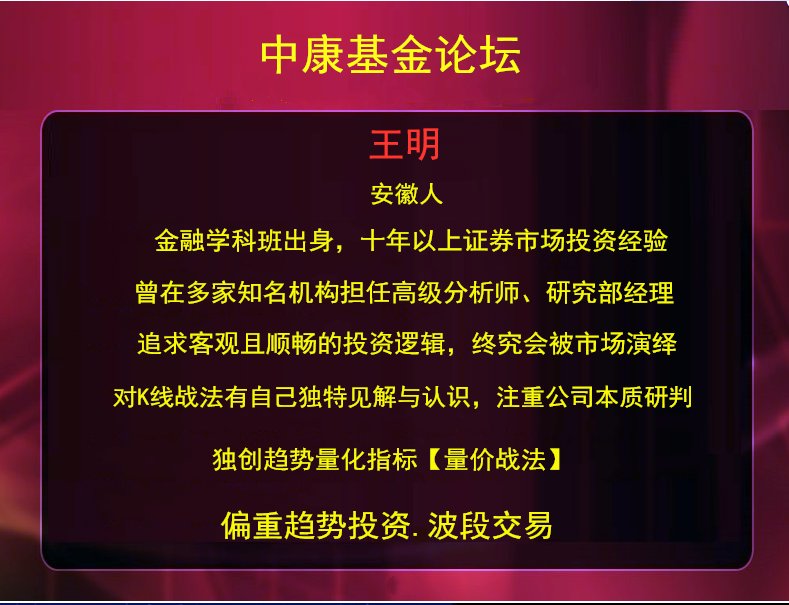 中康基金论坛
王明
安徽人
金融学科班出身，十年以上证券市场投资经验
曾在多家知名机构担任高级分析师、研究部经理
追求客观且顺畅的投资逻辑，终究会被市场演绎
对K线战法有自己独特见解与认识，注重公司本质研判
独创趋势量化指标【量价战法】
偏重趋势投资.波段交易